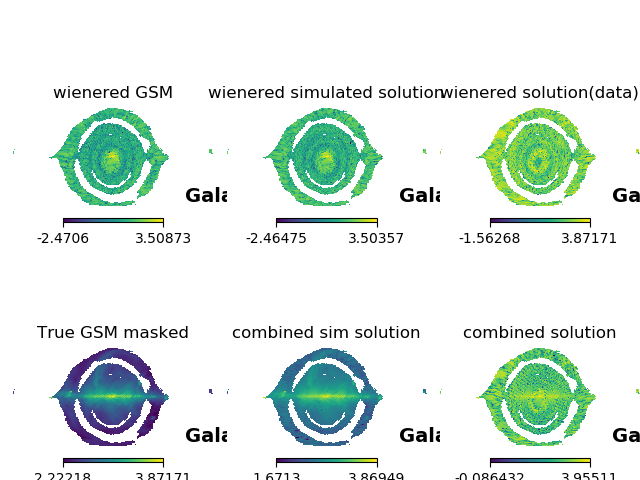 wienered GSM
wienered simulated solution
wienered solution(data)
Gala
Gala
Ga
-2.4706 3.50873
-2.46475 3.50357
-1.56268 3.87171
True GSM masked
combined sim solution
combined solution
Gala
Gala
Ga
2.22218 3.87171
1.6713 3.86949
-0.086432 3.95511